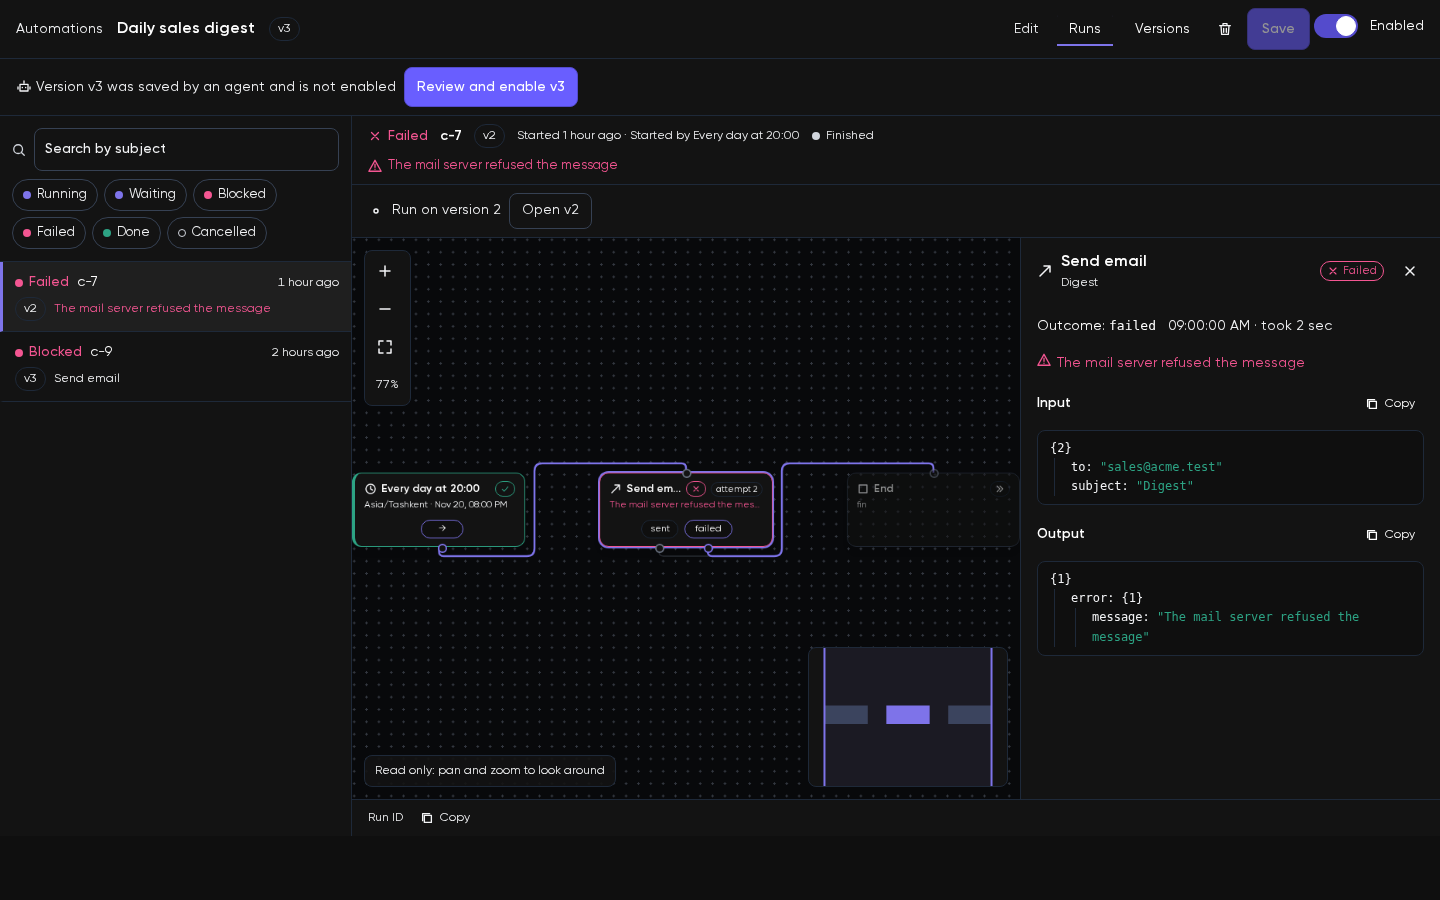 Automations Daily sales digest v3 Edit Runs Versions Save Enabled
Version v3 was saved by an agent and is not enabled Review and enable v3
Search by subject
Running Waiting Blocked
Failed Done Cancelled
Failed c-7 1 hour ago
v2 The mail server refused the message
Blocked c-9 2 hours ago
v3 Send email
Failed c-7 v2 Started 1 hour ago · Started by Every day at 20:00 Finished
The mail server refused the message
Run on version 2 Open v2
77%
Every day at 20:00
Asia/Tashkent · Nov 20, 08:00 PM
Send em... attempt 2
The mail server refused the mes...
sent failed
End
fin
Read only: pan and zoom to look around
Send email Failed
Digest
Outcome: failed 09:00:00 AM · took 2 sec
The mail server refused the message
Input Copy
{2}
to: "sales@acme.test"
subject: "Digest"
Output Copy
{1}
error: {1}
message: "The mail server refused the
message"
Run ID Copy